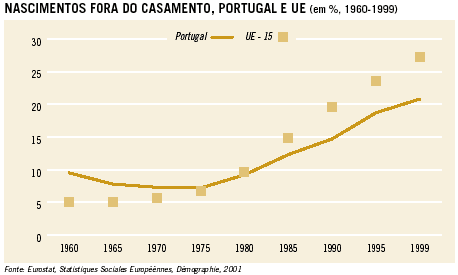 NASCIMENTOS FORA DO CASAMENTO, PORTUGAL E UE (em %, 1960-1999)
Portugal UE - 15
30
25
20
15
10
5
0
1960 1965 1970 1975 1980 1985 1990 1995 1999
Fonte: Eurostat, Statistiques Sociales Européènnes, Démographie, 2001